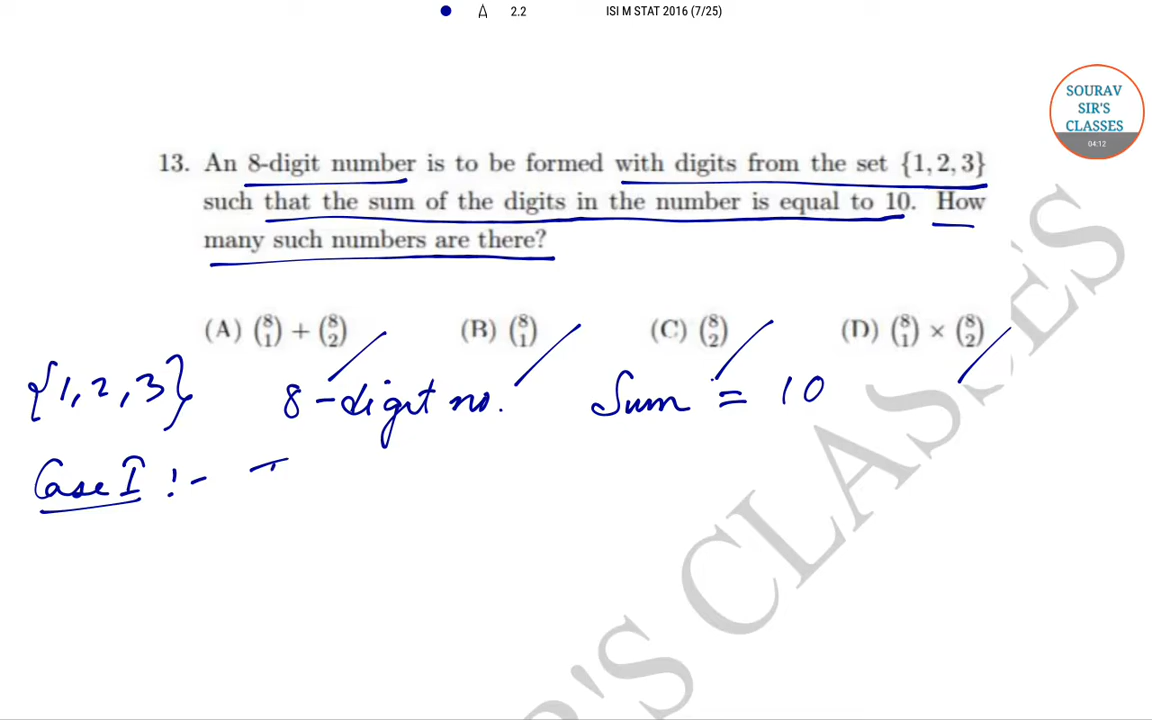 A 2.2 ISI M STAT 2016 (7/25)
SOURAV
SIR'S
CLASSES
04:12
13. An 8-digit number is to be formed with digits from the set {1, 2, 3}
such that the sum of the digits in the number is equal to 10. How
many such numbers are there?
(A) (8 1) + (8 2) (B) (8 1) (C) (8 2) (D) (8 1) × (8 2)
{1, 2, 3} 8-digit no. Sum = 10
Case I :-
R'S CLASSES